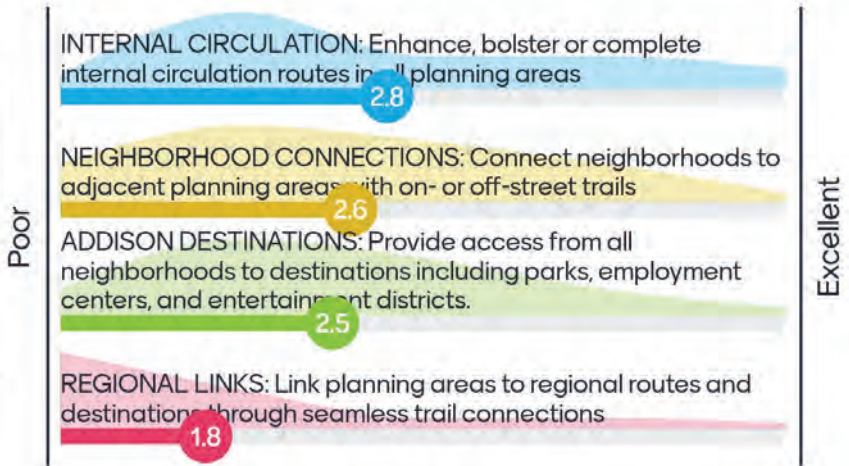 INTERNAL CIRCULATION: Enhance, bolster or complete
internal circulation routes in all planning areas
2.8
NEIGHBORHOOD CONNECTIONS: Connect neighborhoods to
adjacent planning areas with on- or off-street trails
2.6
Poor
Excellent
ADDISON DESTINATIONS: Provide access from all
neighborhoods to destinations including parks, employment
centers, and entertainment districts.
2.5
REGIONAL LINKS: Link planning areas to regional routes and
destinations through seamless trail connections
1.8